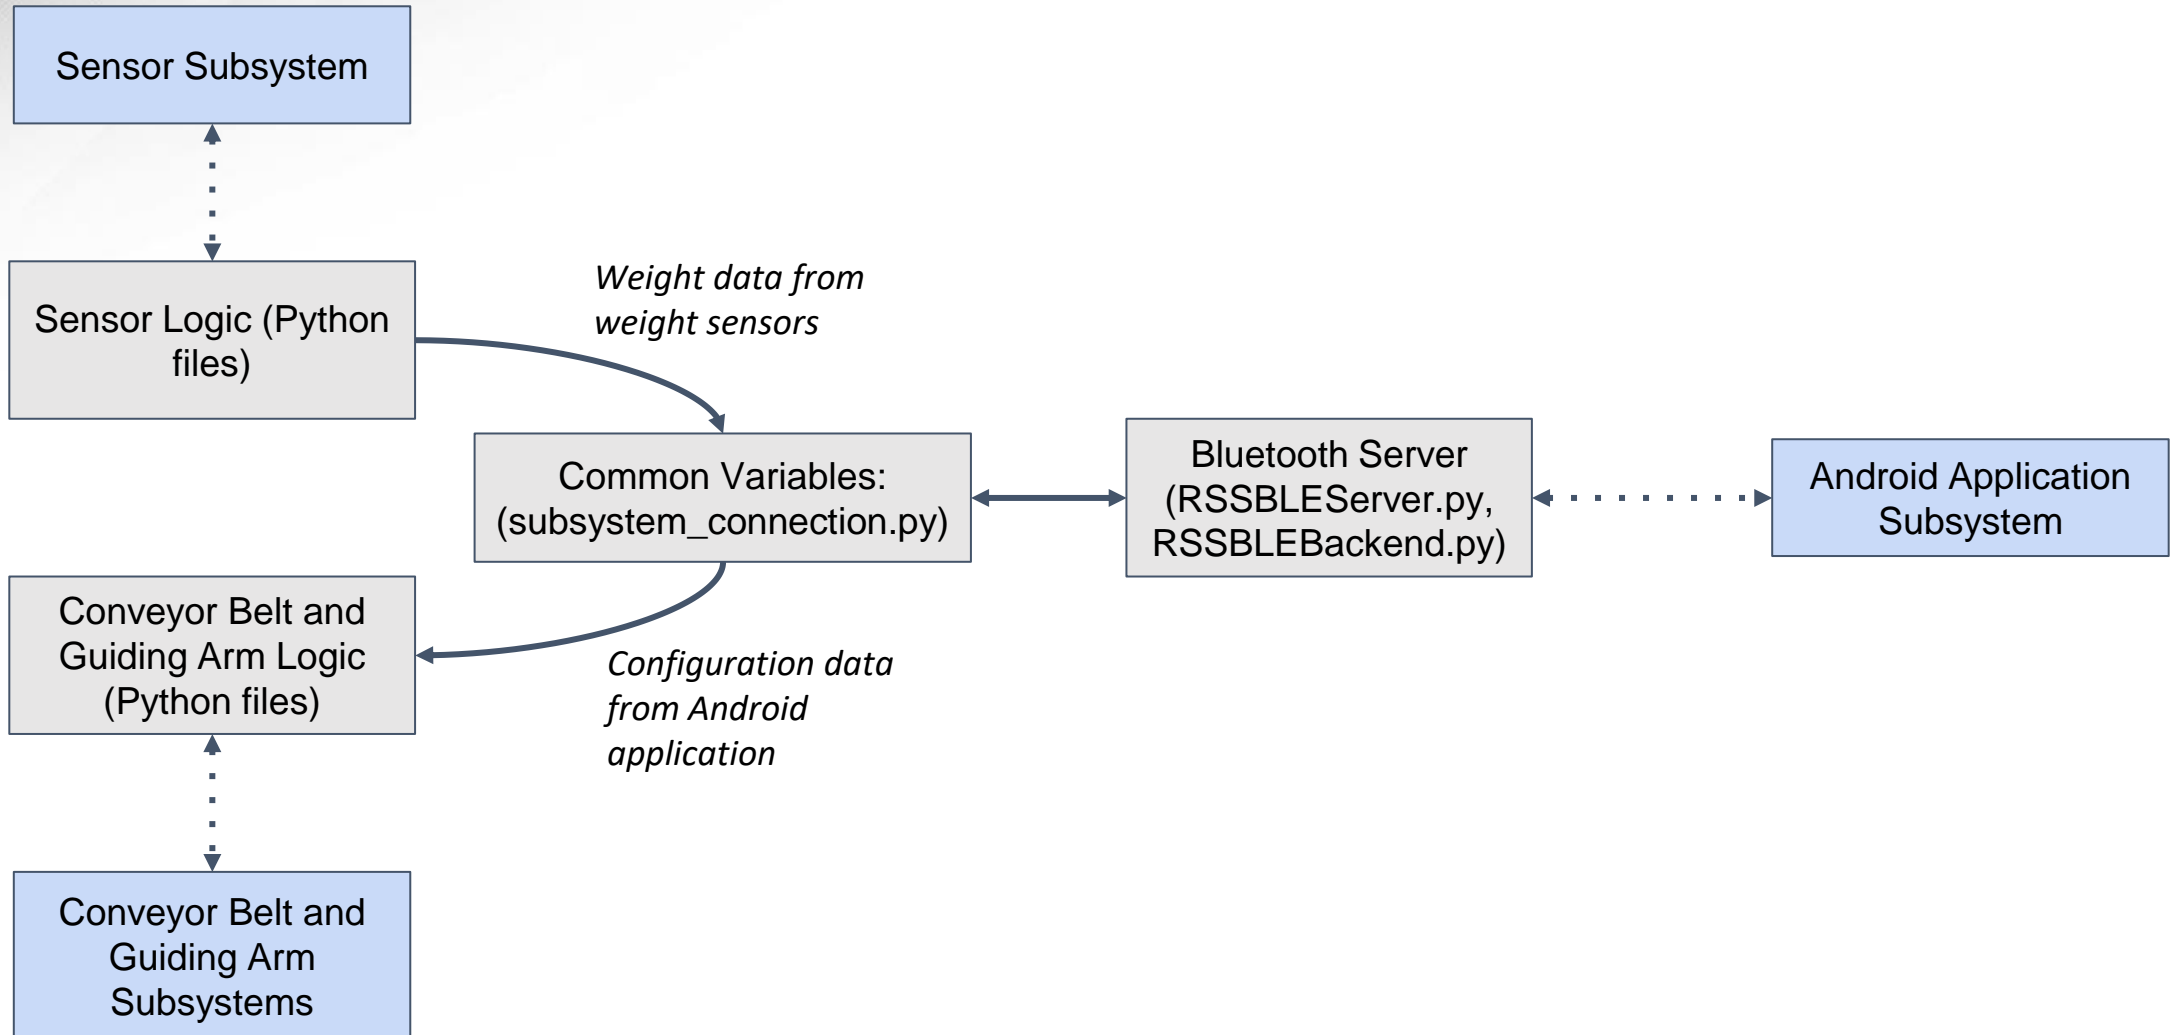 Sensor Subsystem
Sensor Logic (Python
files)
Weight data from
weight sensors
Common Variables:
(subsystem_connection.py)
Bluetooth Server
(RSSBLEServer.py,
RSSBLEBackend.py)
Android Application
Subsystem
Conveyor Belt and
Guiding Arm Logic
(Python files)
Configuration data
from Android
application
Conveyor Belt and
Guiding Arm
Subsystems